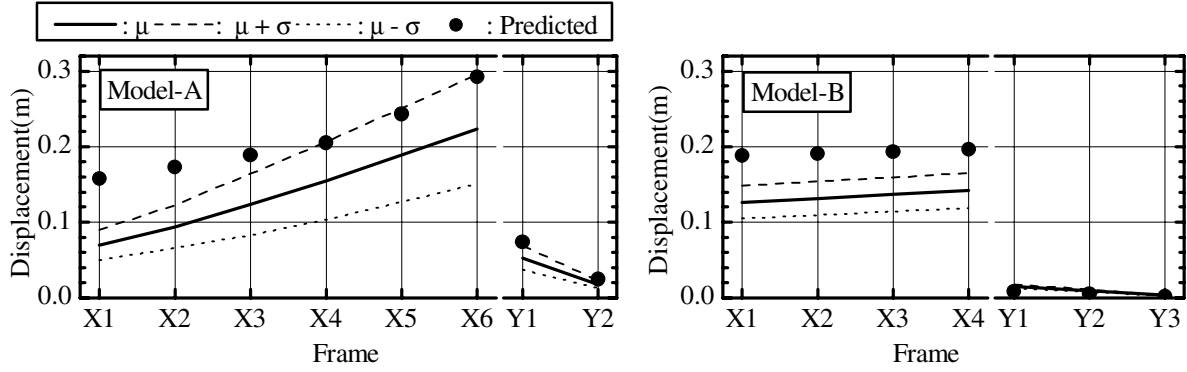 : μ : μ + σ : μ - σ : Predicted
Displacement(m)
0.3
0.2
0.1
0.0
Model-A
X1 X2 X3 X4 X5 X6 Y1 Y2
Frame
Displacement(m)
0.3
0.2
0.1
0.0
Model-B
X1 X2 X3 X4 Y1 Y2 Y3
Frame